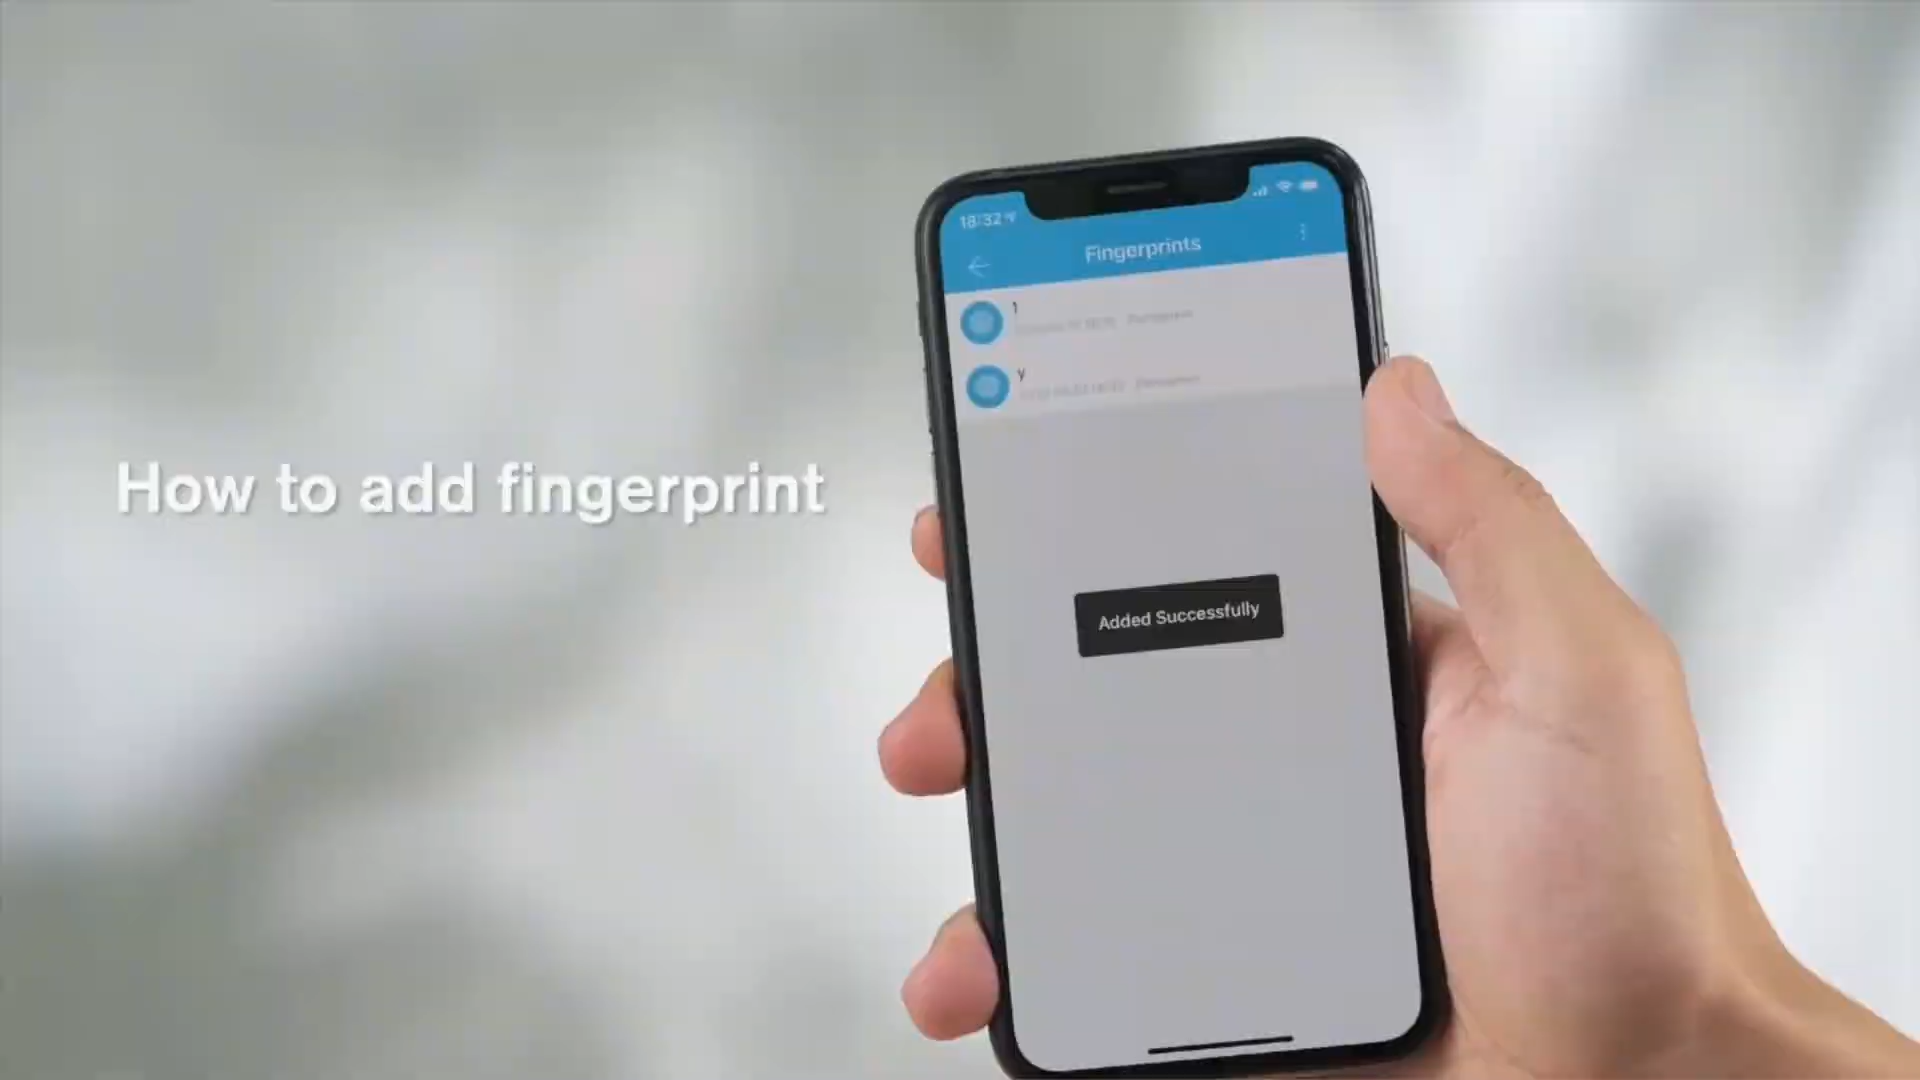 How to add fingerprint
18:32
Fingerprints
1
y
Added Successfully